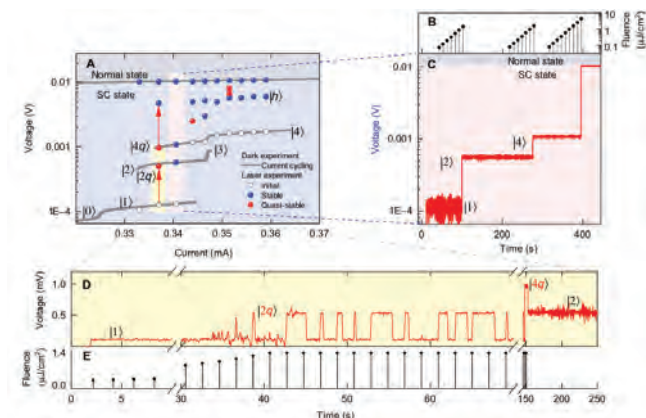 B
Fluence
(µJ/cm²)
5
1
0.1
A
Normal state
SC state
Voltage (V)
0.01
0.001
1E-4
|h⟩
|4⟩
|4q⟩
|3⟩
|2⟩
|2q⟩
|1⟩
|0⟩
Dark experiment
Current cycling
Laser experiment
Initial
Stable
Quasi-stable
0.33 0.34 0.35 0.36 0.37
Current (mA)
C
Normal state
SC state
Voltage (V)
0.01
0.001
1E-4
|4⟩
|2⟩
|1⟩
0 200 400
Time (s)
D
Voltage (mV)
1.0
0.5
|1⟩
|2q⟩
|4q⟩
|2⟩
E
Fluence
(µJ/cm²)
1.4
0.0
0 5 30 40 50 60 150 200 250
Time (s)